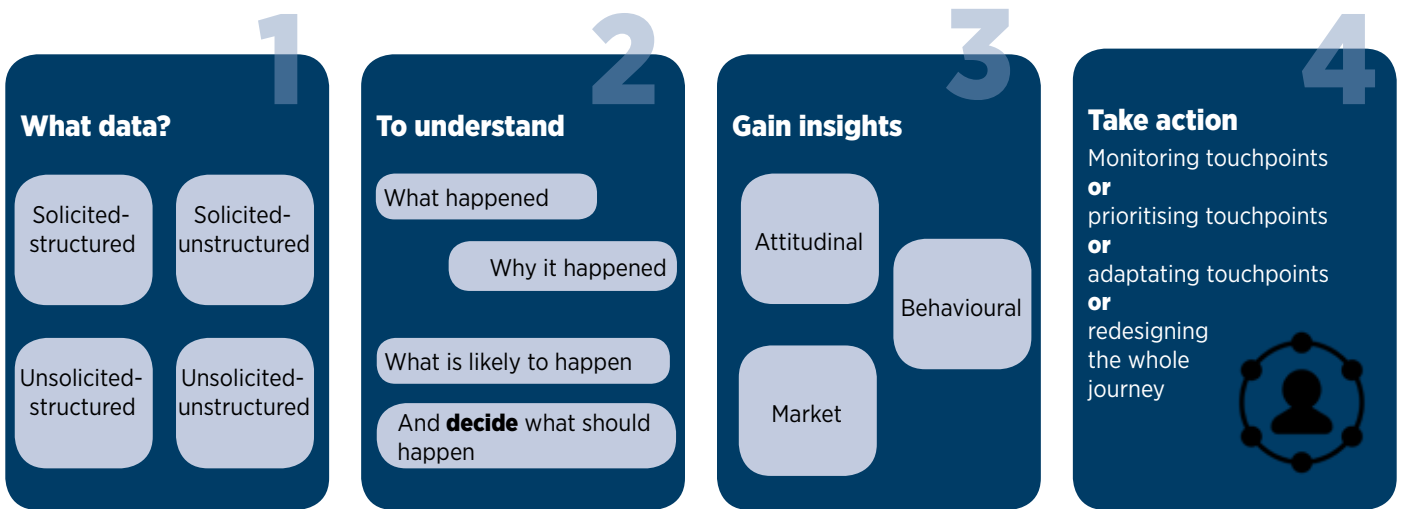 1
What data?
Solicited-
structured
Solicited-
unstructured
Unsolicited-
structured
Unsolicited-
unstructured
2
To understand
What happened
Why it happened
What is likely to happen
And decide what should
happen
3
Gain insights
Attitudinal
Behavioural
Market
4
Take action
Monitoring touchpoints
or
prioritising touchpoints
or
adaptating touchpoints
or
redesigning
the whole
journey